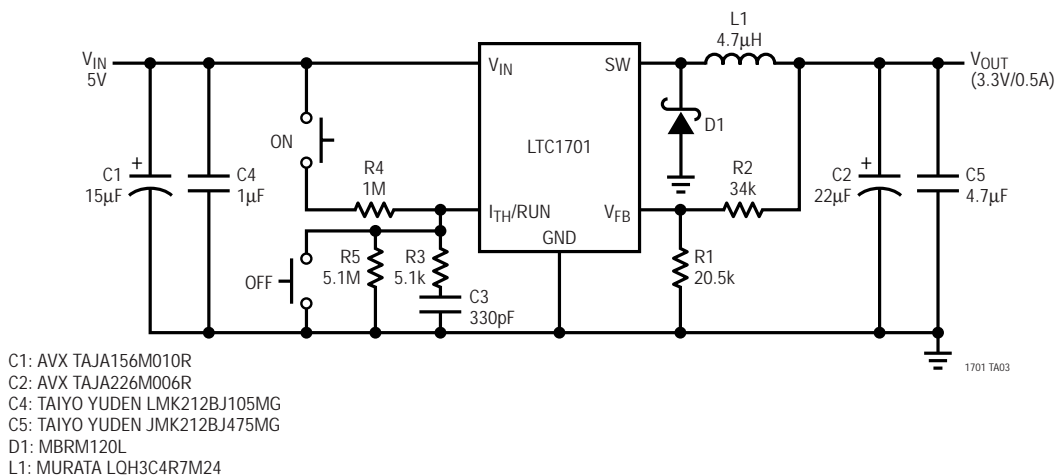 VIN
5V
C1
+
15µF
C4
1µF
ON
R4
1M
OFF
R5
5.1M
R3
5.1k
C3
330pF
VIN
SW
LTC1701
ITH/RUN
VFB
GND
L1
4.7µH
D1
R2
34k
R1
20.5k
C2
+
22µF
C5
4.7µF
VOUT
(3.3V/0.5A)
1701 TA03
C1: AVX TAJA156M010R
C2: AVX TAJA226M006R
C4: TAIYO YUDEN LMK212BJ105MG
C5: TAIYO YUDEN JMK212BJ475MG
D1: MBRM120L
L1: MURATA LQH3C4R7M24